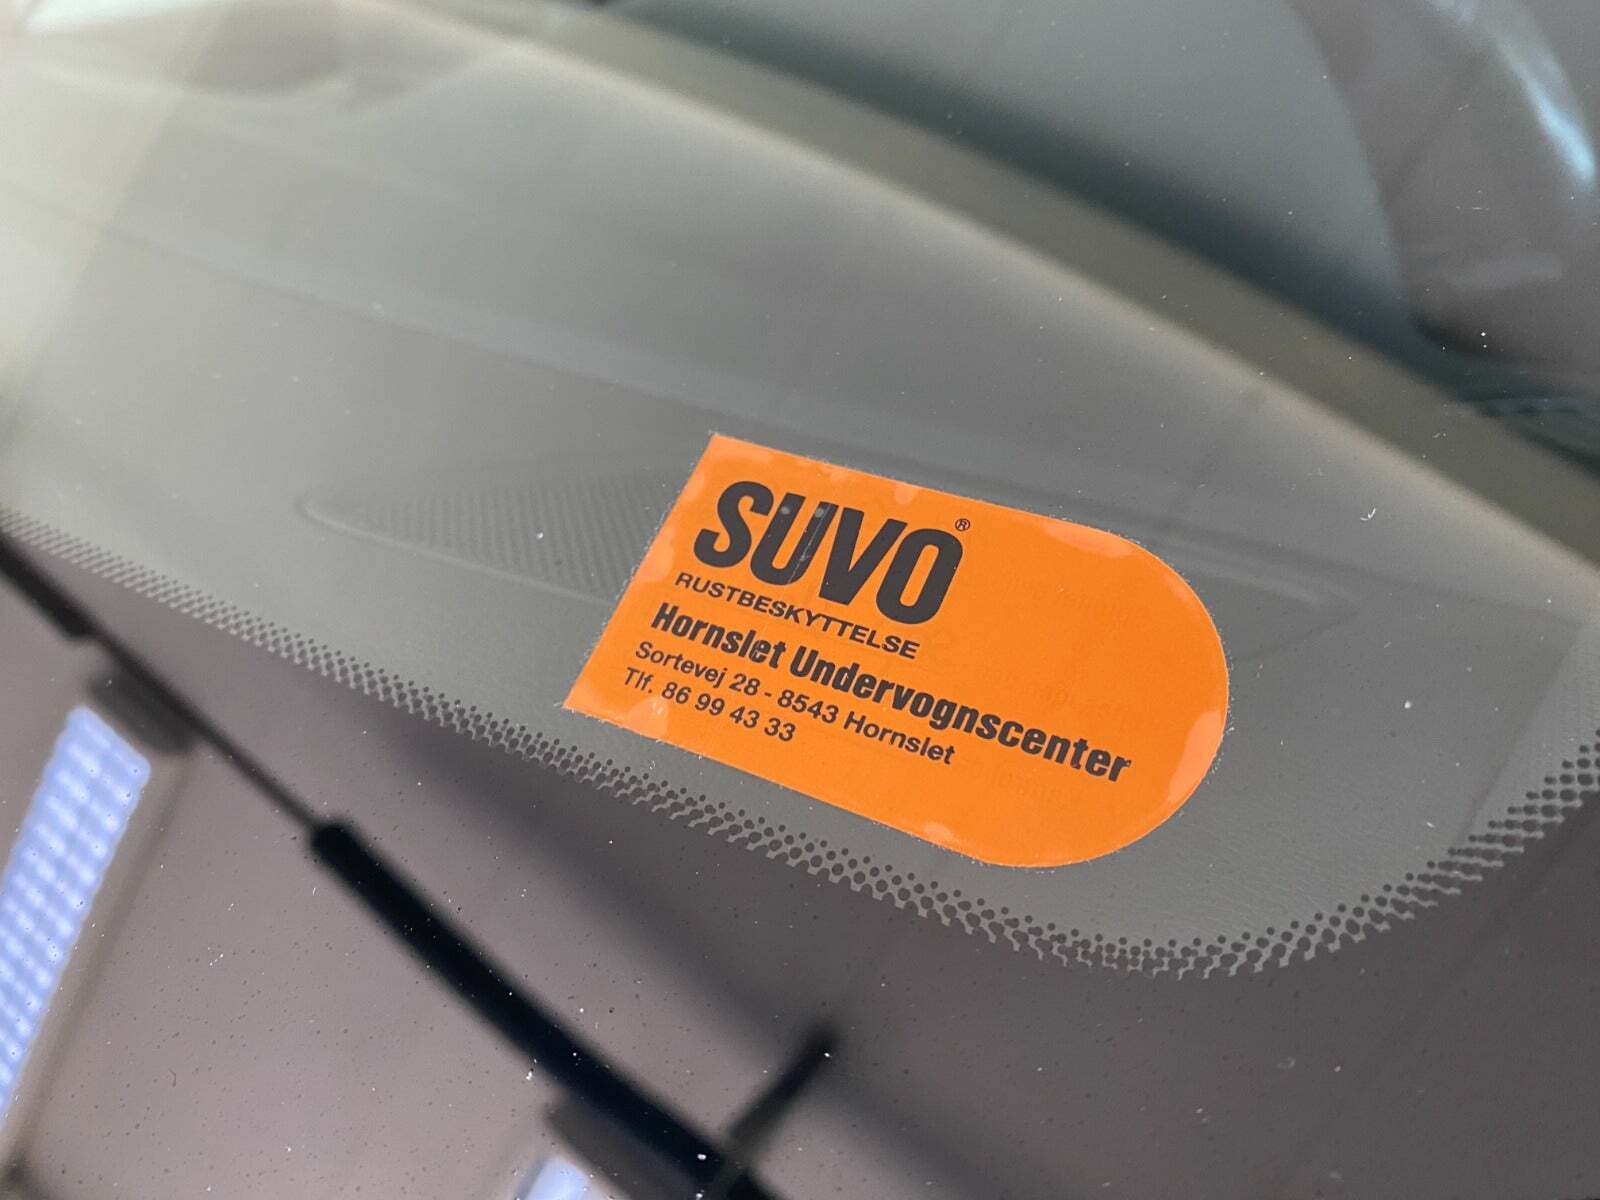 SUVO®
RUSTBESKYTTELSE
Hornslet Undervognscenter
Sortevej 28 - 8543 Hornslet
Tlf. 86 99 43 33